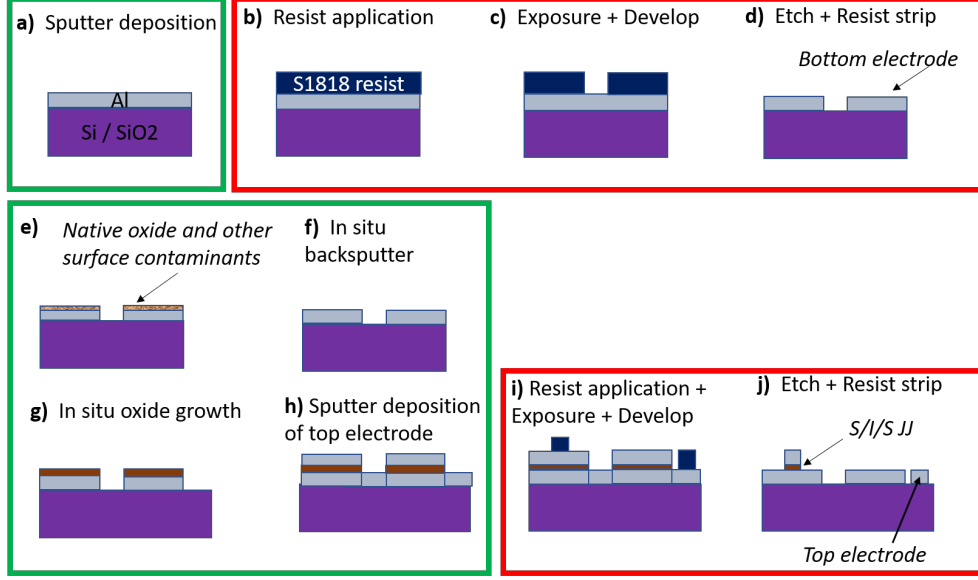 a) Sputter deposition
Al
Si / SiO2
b) Resist application
S1818 resist
c) Exposure + Develop
d) Etch + Resist strip
Bottom electrode
e)
Native oxide and other
surface contaminants
f) In situ
backsputter
g) In situ oxide growth
h) Sputter deposition
of top electrode
i) Resist application +
Exposure + Develop
j) Etch + Resist strip
S/I/S JJ
Top electrode